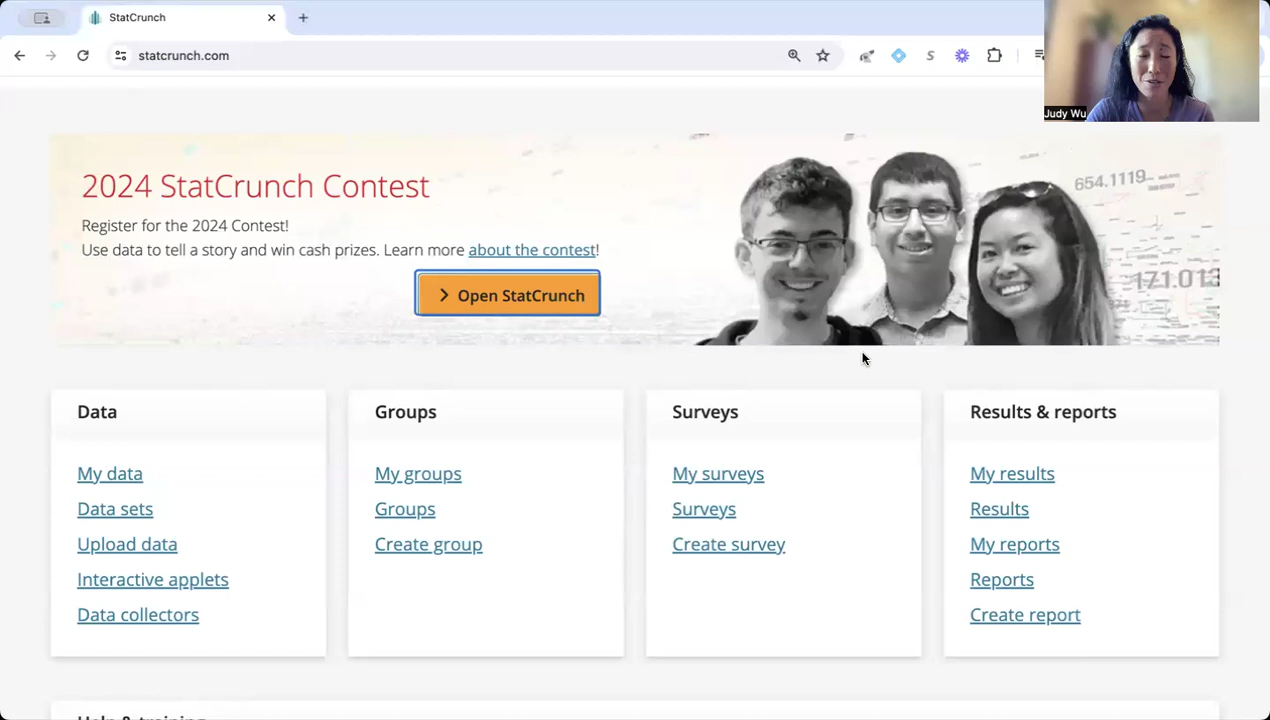 StatCrunch
statcrunch.com
Judy Wu
2024 StatCrunch Contest
Register for the 2024 Contest!
Use data to tell a story and win cash prizes. Learn more about the contest!
Open StatCrunch
654.1119
171.013
Data
My data
Data sets
Upload data
Interactive applets
Data collectors
Groups
My groups
Groups
Create group
Surveys
My surveys
Surveys
Create survey
Results & reports
My results
Results
My reports
Reports
Create report
Help & training